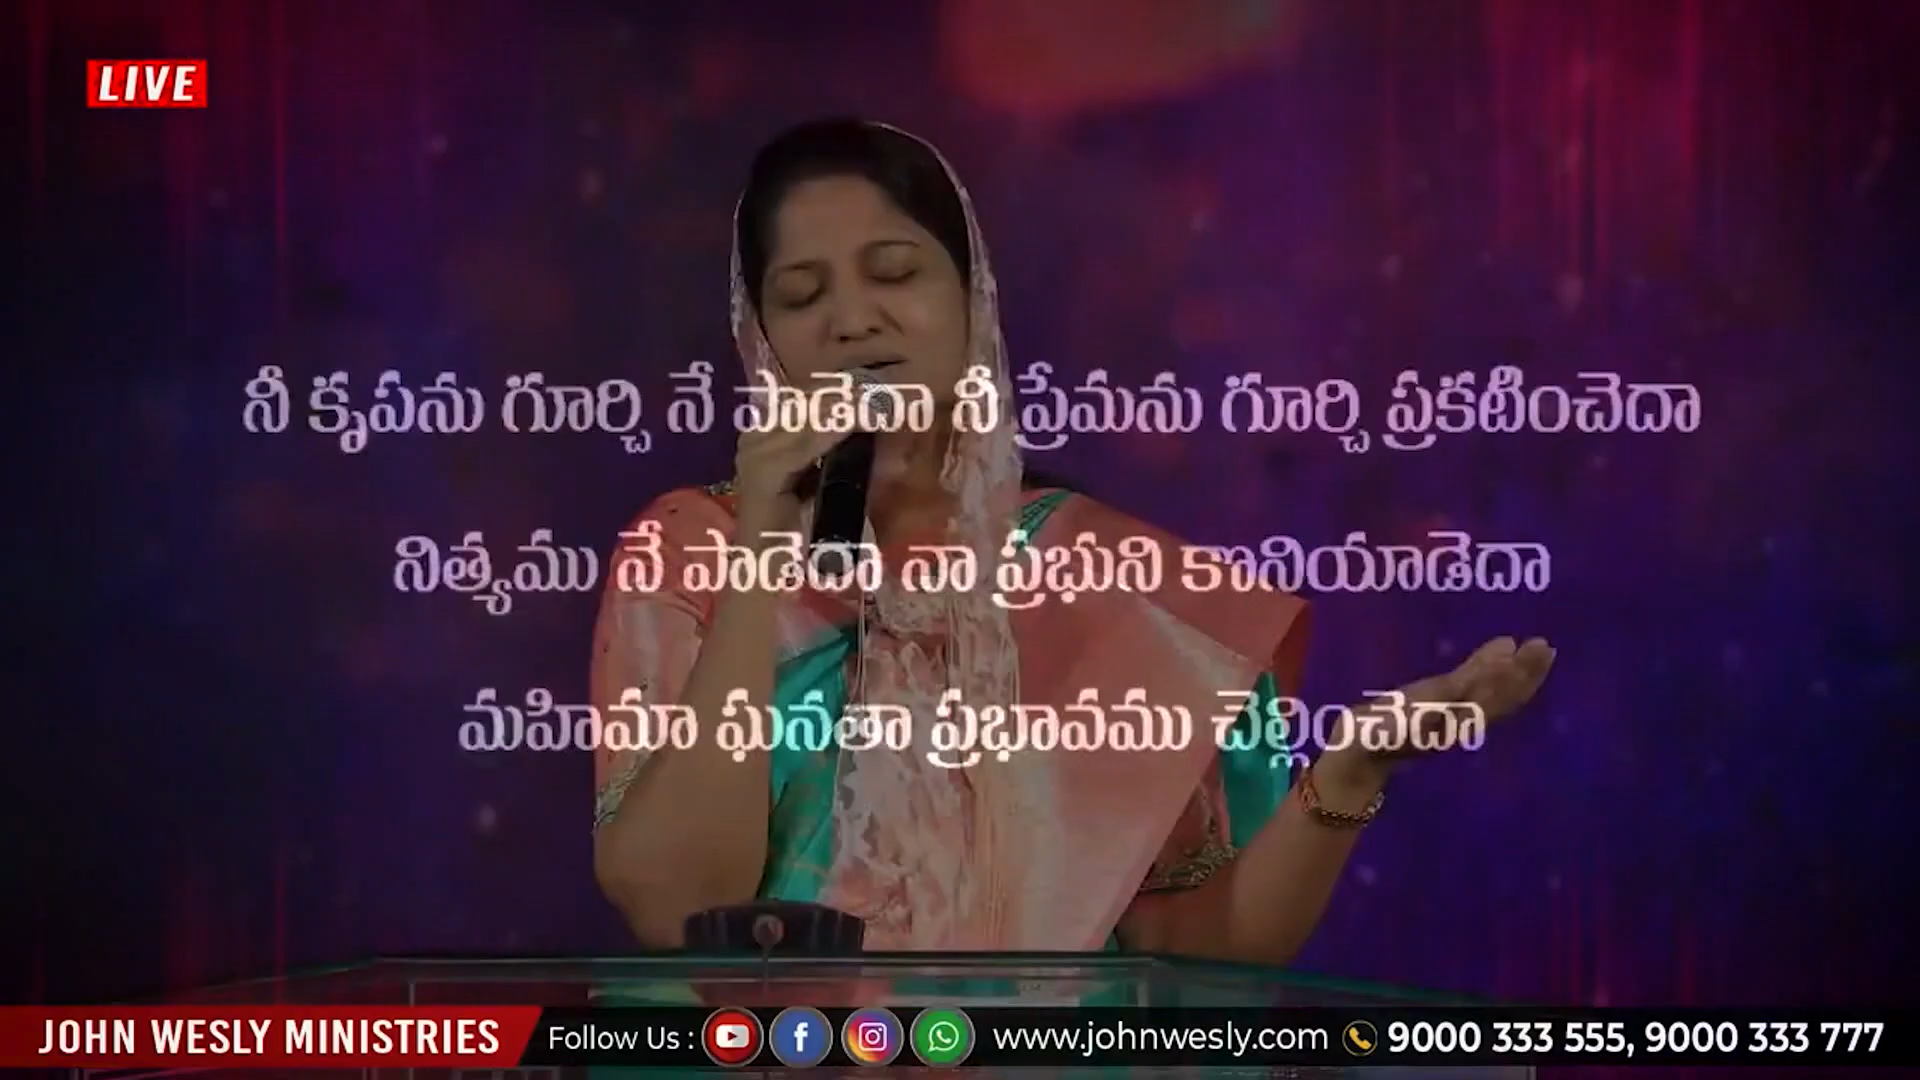 LIVE
నీ కృపను గూర్చి నే పాడెదా నీ ప్రేమను గూర్చి ప్రకటించెదా
నిత్యము నే పాడెదా నా ప్రభుని కొనియాడెదా
మహిమా ఘనతా ప్రభావము చెల్లించెదా
JOHN WESLY MINISTRIES Follow Us : www.johnwesly.com 9000 333 555, 9000 333 777